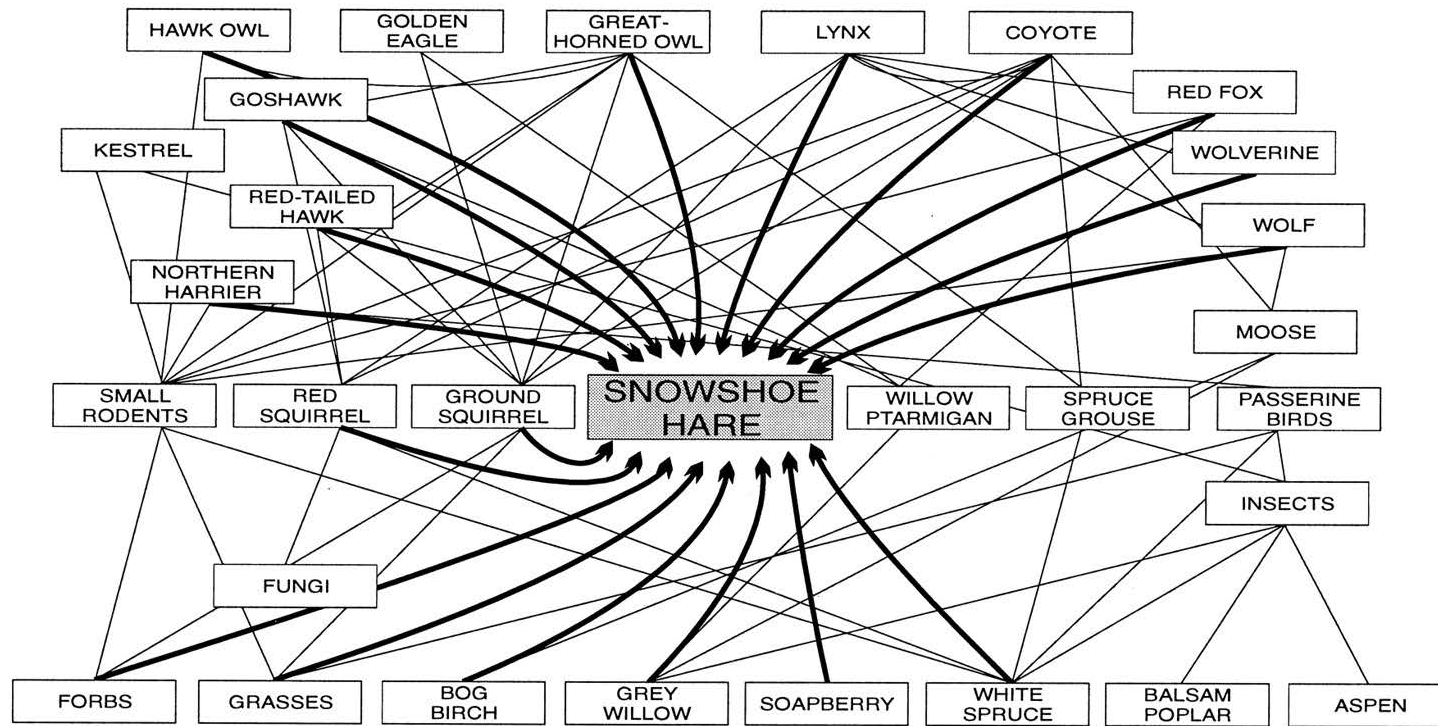 HAWK OWL
GOLDEN
EAGLE
GREAT-
HORNED OWL
LYNX
COYOTE
GOSHAWK
RED FOX
KESTREL
WOLVERINE
RED-TAILED
HAWK
WOLF
NORTHERN
HARRIER
MOOSE
SMALL
RODENTS
RED
SQUIRREL
GROUND
SQUIRREL
SNOWSHOE
HARE
WILLOW
PTARMIGAN
SPRUCE
GROUSE
PASSERINE
BIRDS
INSECTS
FUNGI
FORBS
GRASSES
BOG
BIRCH
GREY
WILLOW
SOAPBERRY
WHITE
SPRUCE
BALSAM
POPLAR
ASPEN